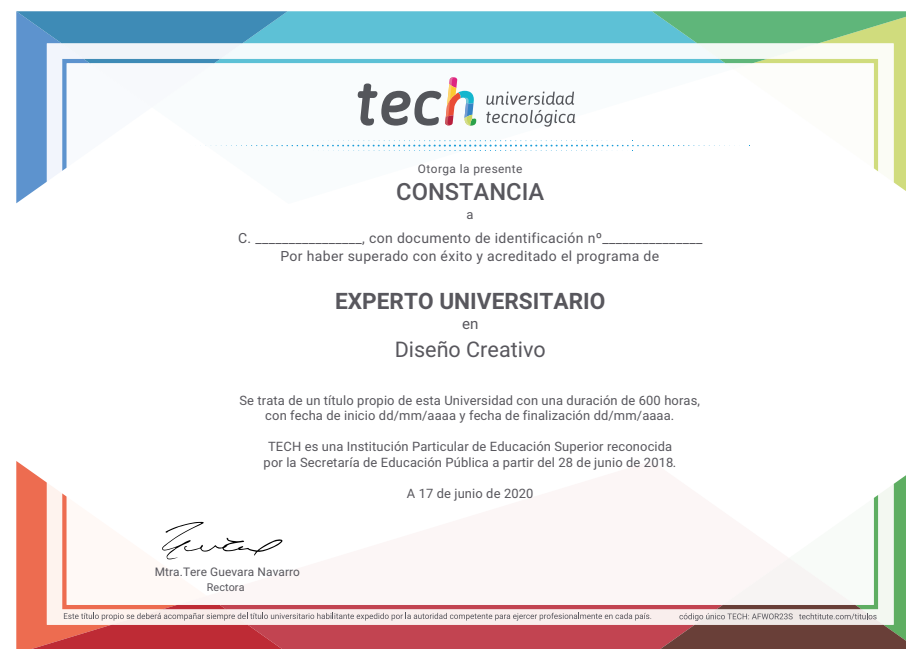 tech universidad
tecnológica
Otorga la presente
CONSTANCIA
a
C. ________________, con documento de identificación nº_______________
Por haber superado con éxito y acreditado el programa de
EXPERTO UNIVERSITARIO
en
Diseño Creativo
Se trata de un título propio de esta Universidad con una duración de 600 horas,
con fecha de inicio dd/mm/aaaa y fecha de finalización dd/mm/aaaa.
TECH es una Institución Particular de Educación Superior reconocida
por la Secretaría de Educación Pública a partir del 28 de junio de 2018.
A 17 de junio de 2020
Mtra.Tere Guevara Navarro
Rectora
Este título propio se deberá acompañar siempre del título universitario habilitante expedido por la autoridad competente para ejercer profesionalmente en cada país. código único TECH: AFWOR23S techtitute.com/titulos